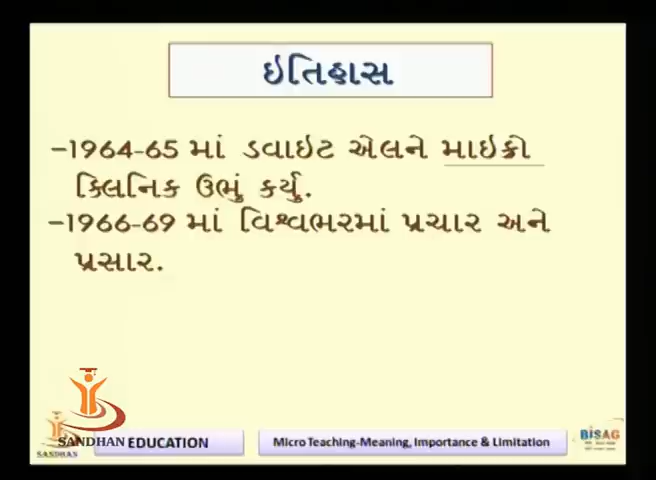 ઇતિહાસ
-1964-65 માં ડવાઇટ એલને માઇક્રો
ક્લિનિક ઉભું કર્યુ.
-1966-69 માં વિશ્વભરમાં પ્રચાર અને
પ્રસાર.
SANDHAN
SANDHAN
EDUCATION
Micro Teaching-Meaning, Importance & Limitation
BISAG